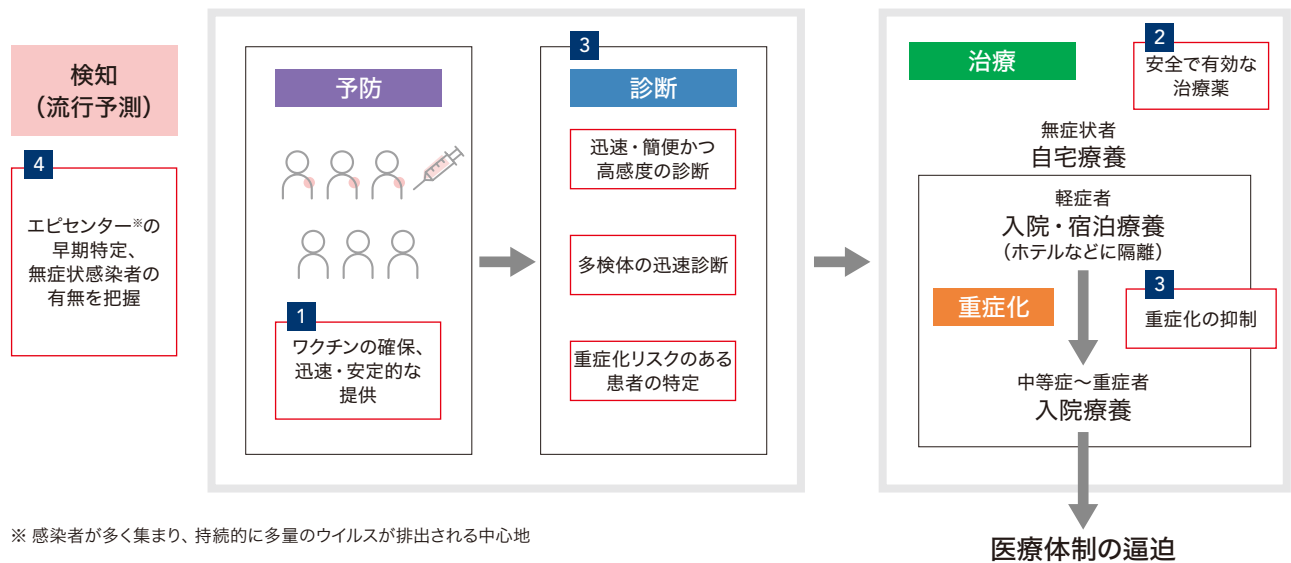 検知
（流行予測）
4
エピセンター※の
早期特定、
無症状感染者の
有無を把握
予防
1
ワクチンの確保、
迅速・安定的な
提供
3
診断
迅速・簡便かつ
高感度の診断
多検体の迅速診断
重症化リスクのある
患者の特定
治療
2
安全で有効な
治療薬
無症状者
自宅療養
軽症者
入院・宿泊療養
（ホテルなどに隔離）
重症化
3
重症化の抑制
中等症～重症者
入院療養
医療体制の逼迫
※ 感染者が多く集まり、持続的に多量のウイルスが排出される中心地